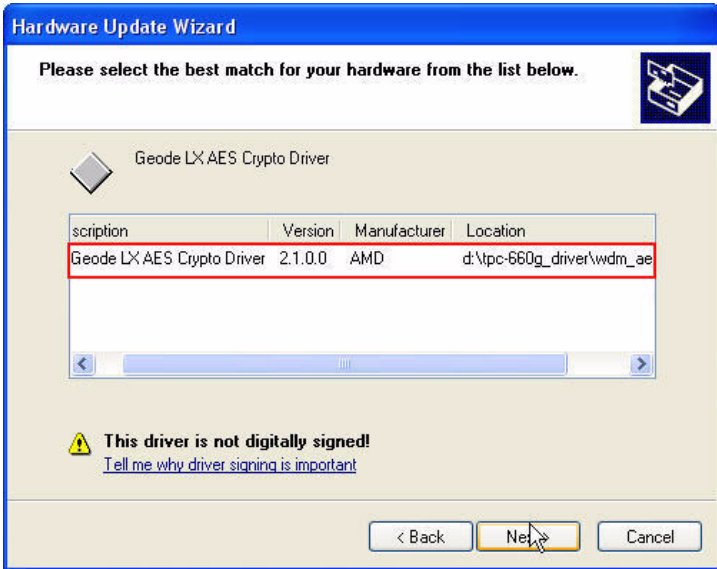 Hardware Update Wizard
Please select the best match for your hardware from the list below.
Geode LX AES Crypto Driver
scription Version Manufacturer Location
Geode LX AES Crypto Driver 2.1.0.0 AMD d:\tpc-660g_driver\wdm_ae
This driver is not digitally signed!
Tell me why driver signing is important
< Back Next > Cancel